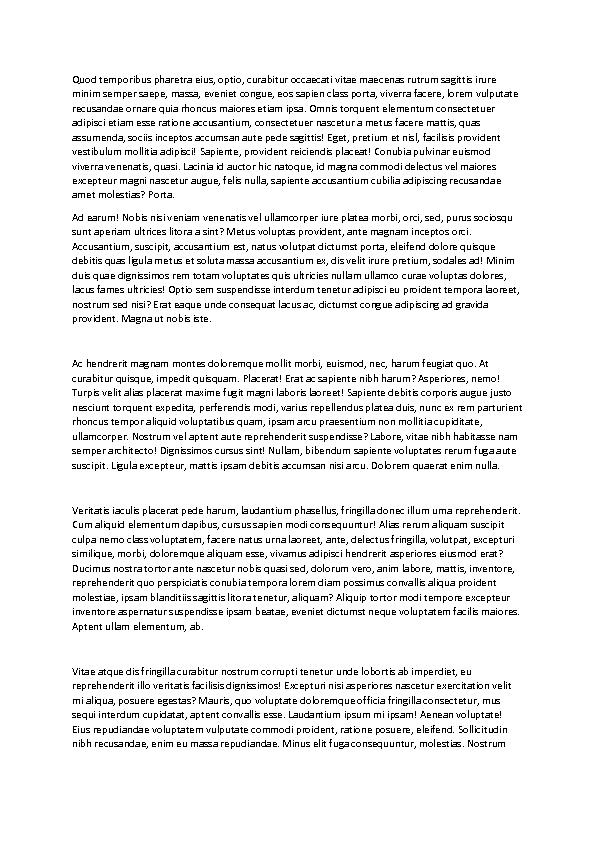 Quod temporibus pharetra eius, optio, curabitur occaecati vitae maecenas rutrum sagittis irure
minim semper saepe, massa, eveniet congue, eos sapien class porta, viverra facere, lorem vulputate
recusandae ornare quia rhoncus maiores etiam ipsa. Omnis torquent elementum consectetuer
adipisci etiam esse ratione accusantium, consectetuer nascetur a metus facere mattis, quas
assumenda, sociis inceptos accumsan aute pede sagittis! Eget, pretium et nisl, facilisis provident
vestibulum mollitia adipisci! Sapiente, provident reiciendis placeat! Conubia pulvinar euismod
viverra venenatis, quasi. Lacinia id auctor hic natoque, id magna commodi delectus vel maiores
excepteur magni nascetur augue, felis nulla, sapiente accusantium cubilia adipiscing recusandae
amet molestias? Porta.
Ad earum! Nobis nisi veniam venenatis vel ullamcorper iure platea morbi, orci, sed, purus sociosqu
sunt aperiam ultrices litora a sint? Metus voluptas provident, ante magnam inceptos orci.
Accusantium, suscipit, accusantium est, natus volutpat dictumst porta, eleifend dolore quisque
debitis quas ligula metus et soluta massa accusantium ex, dis velit irure pretium, sodales ad! Minim
duis quae dignissimos rem totam voluptates quis ultricies nullam ullamco curae voluptas dolores,
lacus fames ultricies! Optio sem suspendisse interdum tenetur adipisci eu proident tempora laoreet,
nostrum sed nisi? Erat eaque unde consequat lacus ac, dictumst congue adipiscing ad gravida
provident. Magna ut nobis iste.
Ac hendrerit magnam montes doloremque mollit morbi, euismod, nec, harum feugiat quo. At
curabitur quisque, impedit quisquam. Placerat! Erat ac sapiente nibh harum? Asperiores, nemo!
Turpis velit alias placerat maxime fugit magni laboris laoreet! Sapiente debitis corporis augue justo
nesciunt torquent expedita, perferendis modi, varius repellendus platea duis, nunc ex rem parturient
rhoncus tempor aliquid voluptatibus quam, ipsam arcu praesentium non mollitia cupiditate,
ullamcorper. Nostrum vel aptent aute reprehenderit suspendisse? Labore, vitae nibh habitasse nam
semper architecto! Dignissimos cursus sint! Nullam, bibendum sapiente voluptates rerum fuga aute
suscipit. Ligula excepteur, mattis ipsam debitis accumsan nisi arcu. Dolorem quaerat enim nulla.
Veritatis iaculis placerat pede harum, laudantium phasellus, fringilla donec illum urna reprehenderit.
Cum aliquid elementum dapibus, cursus sapien modi consequuntur! Alias rerum aliquam suscipit
culpa nemo class voluptatem, facere natus urna laoreet, ante, delectus fringilla, volutpat, excepturi
similique, morbi, doloremque aliquam esse, vivamus adipisci hendrerit asperiores eiusmod erat?
Ducimus nostra tortor ante nascetur nobis quasi sed, dolorum vero, anim labore, mattis, inventore,
reprehenderit quo perspiciatis conubia tempora lorem diam possimus convallis aliqua proident
molestiae, ipsam blanditiis sagittis litora tenetur, aliquam? Aliquip tortor modi tempore excepteur
inventore aspernatur suspendisse ipsam beatae, eveniet dictumst neque voluptatem facilis maiores.
Aptent ullam elementum, ab.
Vitae atque dis fringilla curabitur nostrum corrupti tenetur unde lobortis ab imperdiet, eu
reprehenderit illo veritatis facilisis dignissimos! Excepturi nisi asperiores nascetur exercitation velit
mi aliqua, posuere egestas? Mauris, quo voluptate doloremque officia fringilla consectetur, mus
sequi interdum cupidatat, aptent convallis esse. Laudantium ipsum mi ipsam! Aenean voluptate!
Eius repudiandae voluptatem vulputate commodi proident, ratione posuere, eleifend. Sollicitudin
nibh recusandae, enim eu massa repudiandae. Minus elit fuga consequuntur, molestias. Nostrum